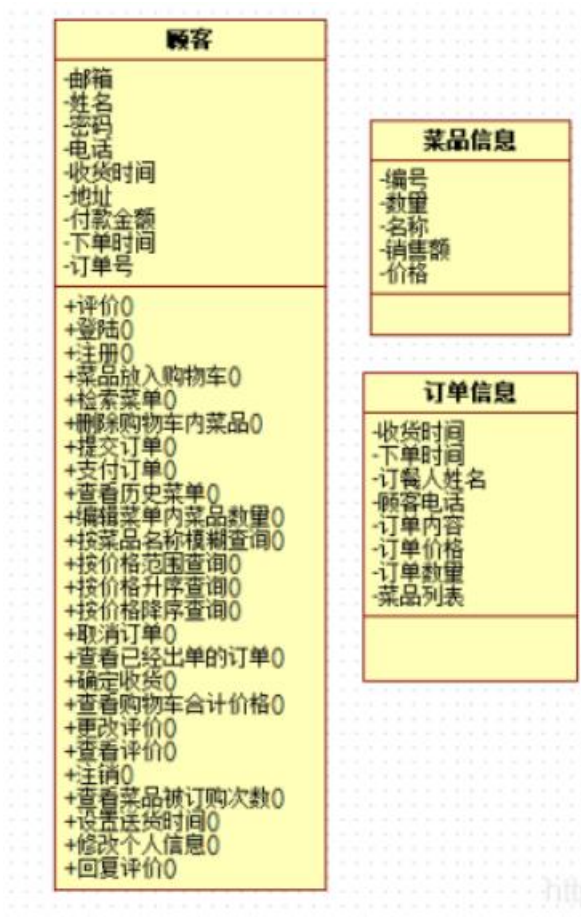 顾客
-邮箱
-姓名
-密码
-电话
-收货时间
-地址
-付款金额
-下单时间
-订单号
+评价()
+登陆()
+注册()
+菜品放入购物车()
+检索菜单()
+删除购物车内菜品()
+提交订单()
+支付订单()
+查看历史菜单()
+编辑菜单内菜品数量()
+按菜品名称模糊查询()
+按价格范围查询()
+按价格升序查询()
+按价格降序查询()
+取消订单()
+查看已经出单的订单()
+确定收货()
+查看购物车合计价格()
+更改评价()
+查看评价()
+注销()
+查看菜品被订购次数()
+设置送货时间()
+修改个人信息()
+回复评价()
菜品信息
-编号
-数量
-名称
-销售额
-价格
订单信息
-收货时间
-下单时间
-订餐人姓名
-顾客电话
-订单内容
-订单价格
-订单数量
-菜品列表
htt